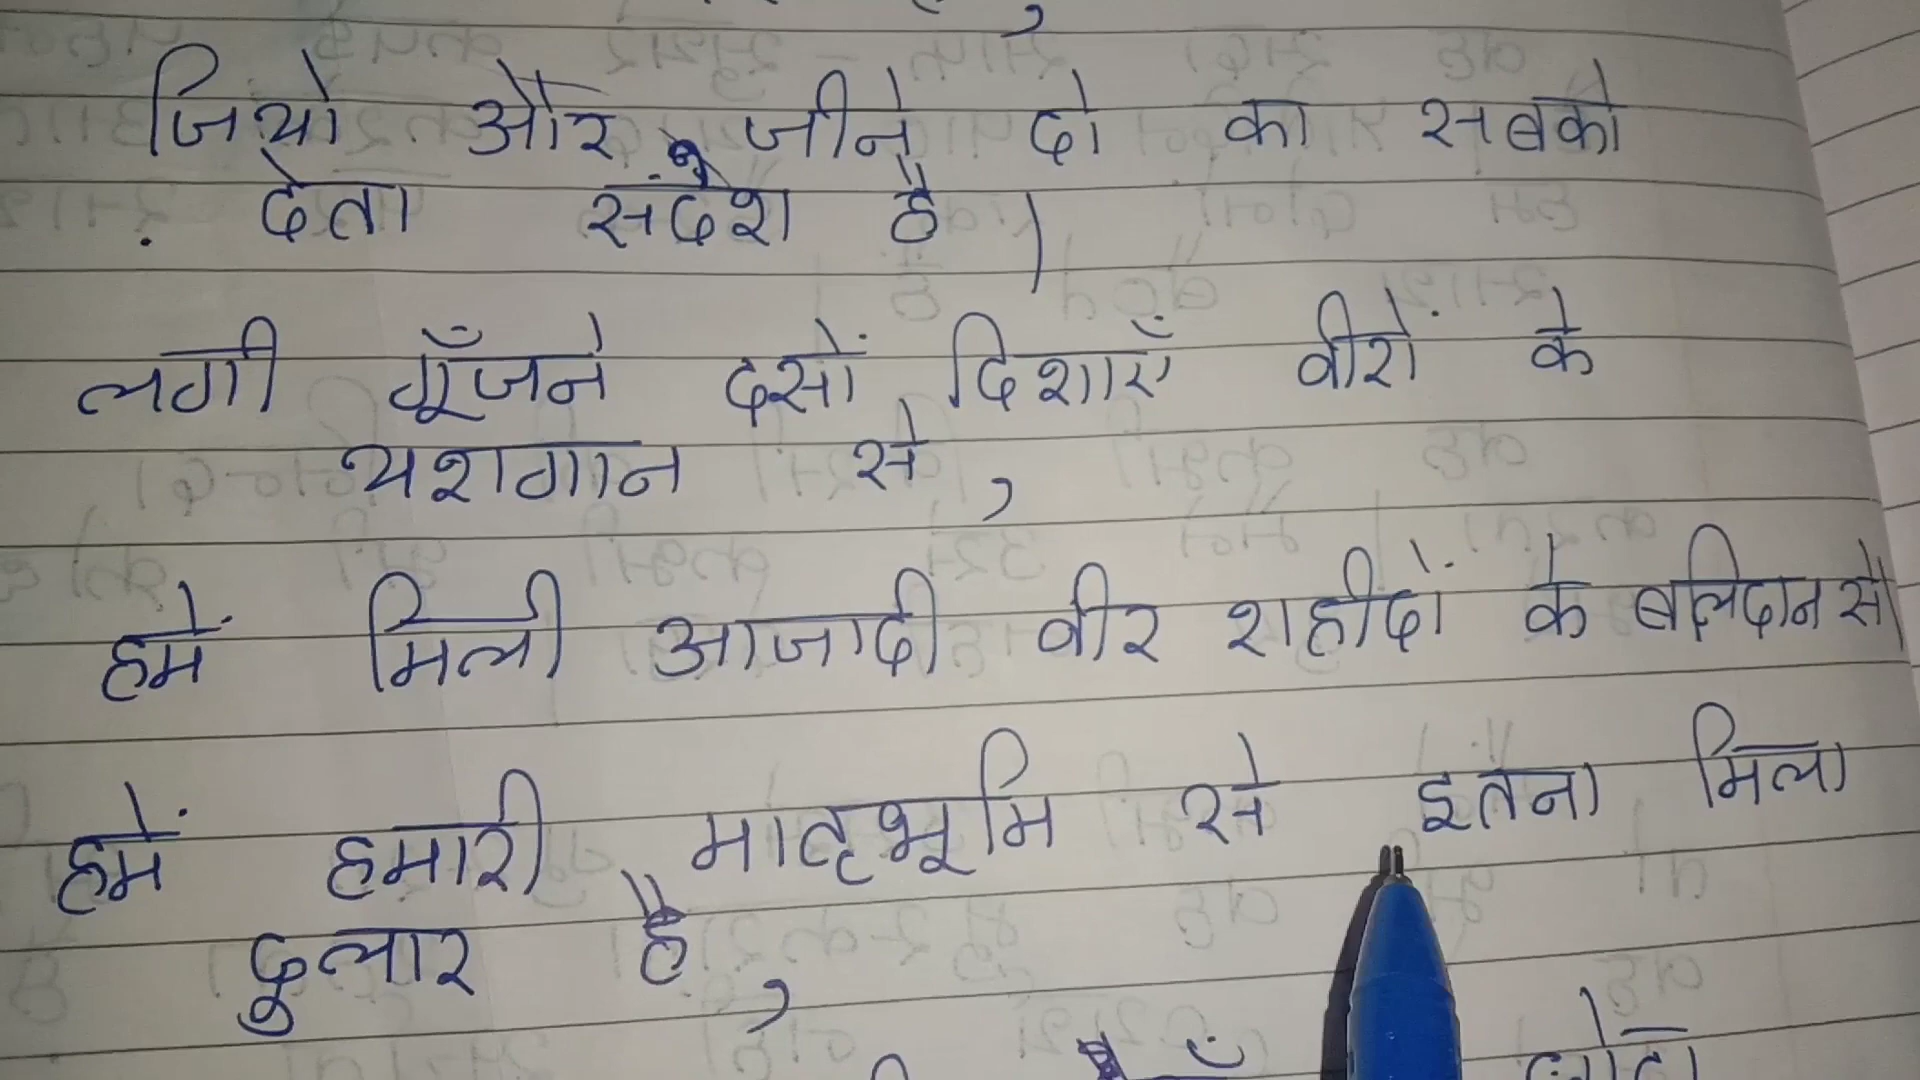 जियो और जीने दो का सबको
देता संदेश है।
लगी गूँजने दसों दिशाएँ वीरों के
यशगान से,
हमें मिली आजादी वीर शहीदों के बलिदान से।
हमें हमारी मातृभूमि से इतना मिला
दुलार है,